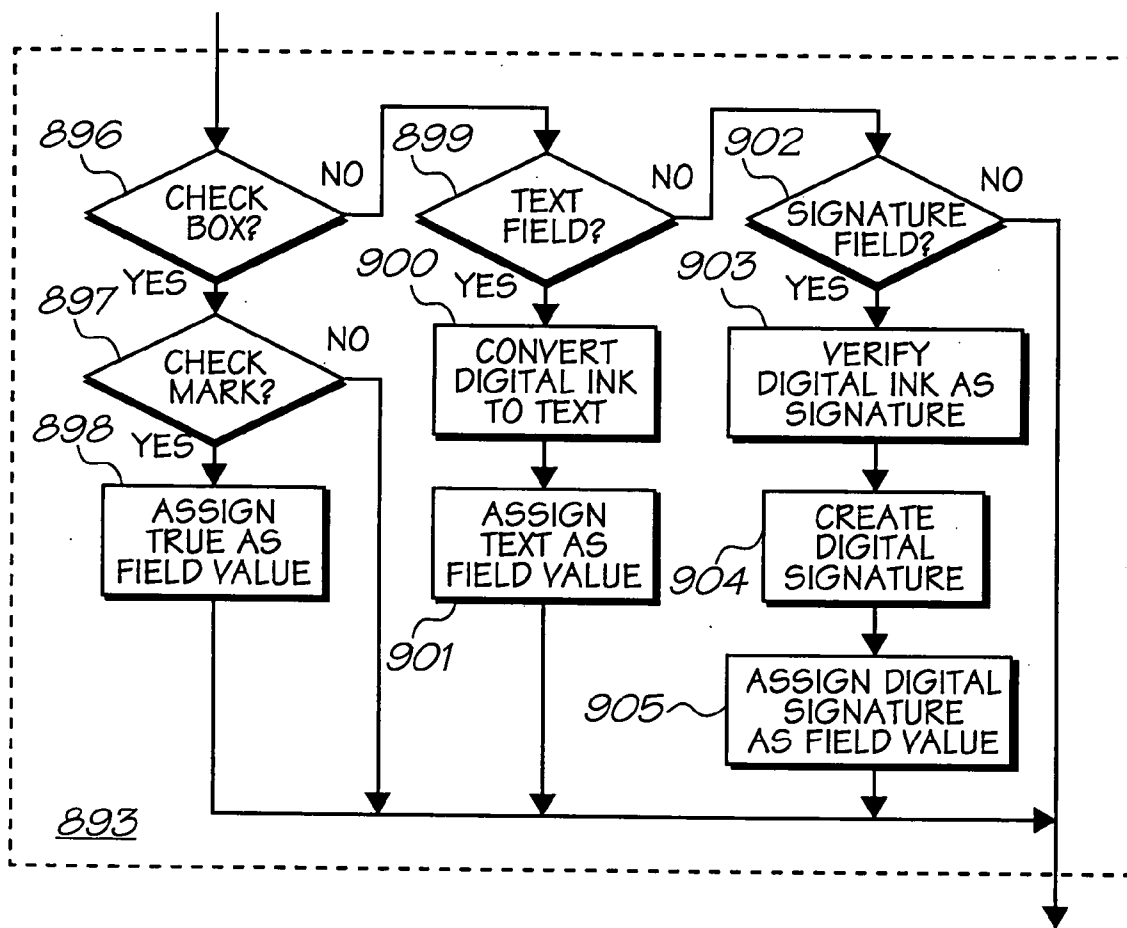 896
CHECK
BOX?
NO
YES
897
CHECK
MARK?
NO
YES
898
ASSIGN
TRUE AS
FIELD VALUE
899
TEXT
FIELD?
NO
YES
900
CONVERT
DIGITAL INK
TO TEXT
ASSIGN
TEXT AS
FIELD VALUE
901
902
SIGNATURE
FIELD?
NO
YES
903
VERIFY
DIGITAL INK AS
SIGNATURE
CREATE
DIGITAL
SIGNATURE
904
ASSIGN DIGITAL
SIGNATURE
AS FIELD VALUE
905
893